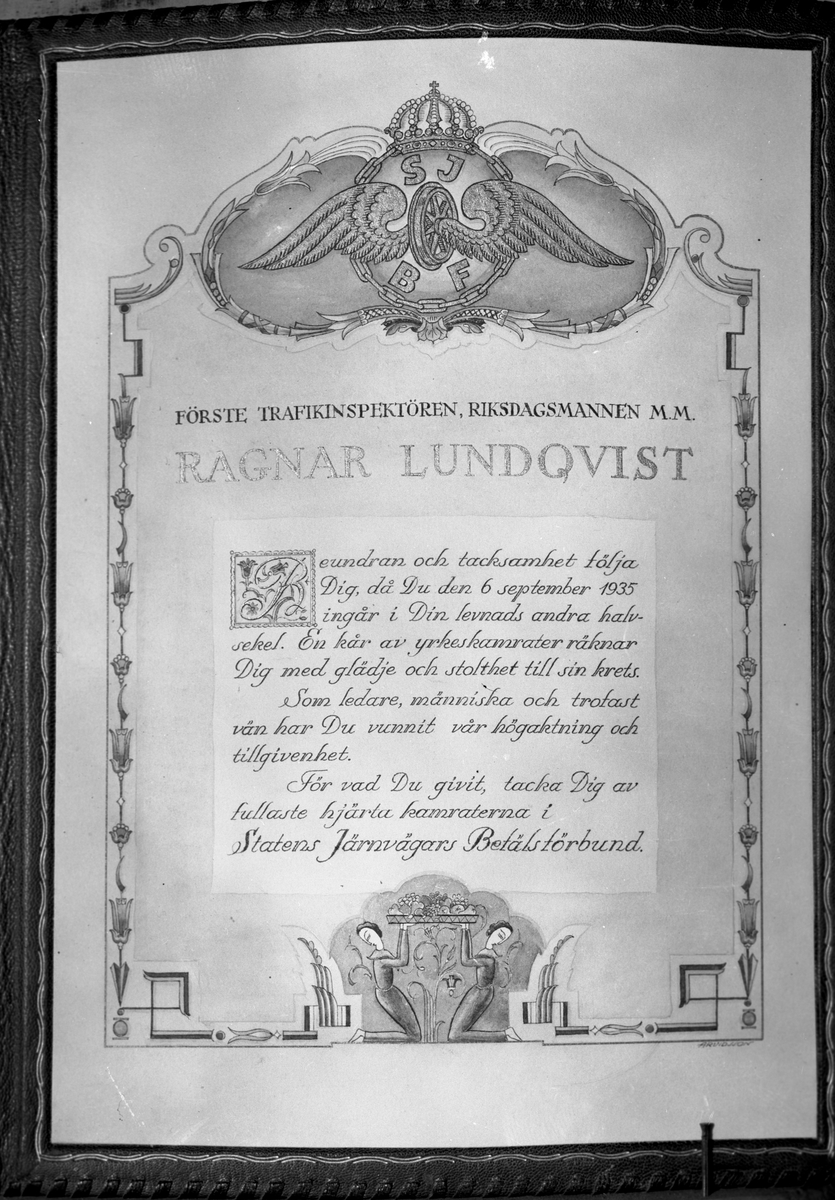 SJ
BF
FÖRSTE TRAFIKINSPEKTÖREN, RIKSDAGSMANNEN M.M.
RAGNAR LUNDQVIST
Beundran och tacksamhet följa
Dig, då Du den 6 september 1935
ingår i Din levnads andra halv-
sekel. En kår av yrkeskamrater räknar
Dig med glädje och stolthet till sin krets.
Som ledare, människa och trofast
vän har Du vunnit vår högaktning och
tillgivenhet.
För vad Du givit, tacka Dig av
fullaste hjärta kamraterna i
Statens Järnvägars Befälsförbund.